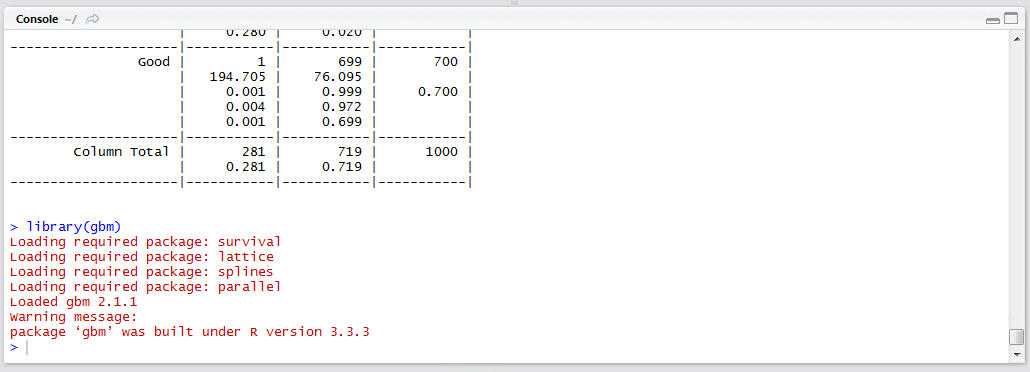 Console ~/
| 0.280 | 0.020 | |
--------------------|-----------|-----------|-----------|
Good | 1 | 699 | 700 |
| 194.705 | 76.095 | |
| 0.001 | 0.999 | 0.700 |
| 0.004 | 0.972 | |
| 0.001 | 0.699 | |
--------------------|-----------|-----------|-----------|
Column Total | 281 | 719 | 1000 |
| 0.281 | 0.719 | |
--------------------|-----------|-----------|-----------|
> library(gbm)
Loading required package: survival
Loading required package: lattice
Loading required package: splines
Loading required package: parallel
Loaded gbm 2.1.1
Warning message:
package ‘gbm’ was built under R version 3.3.3
>